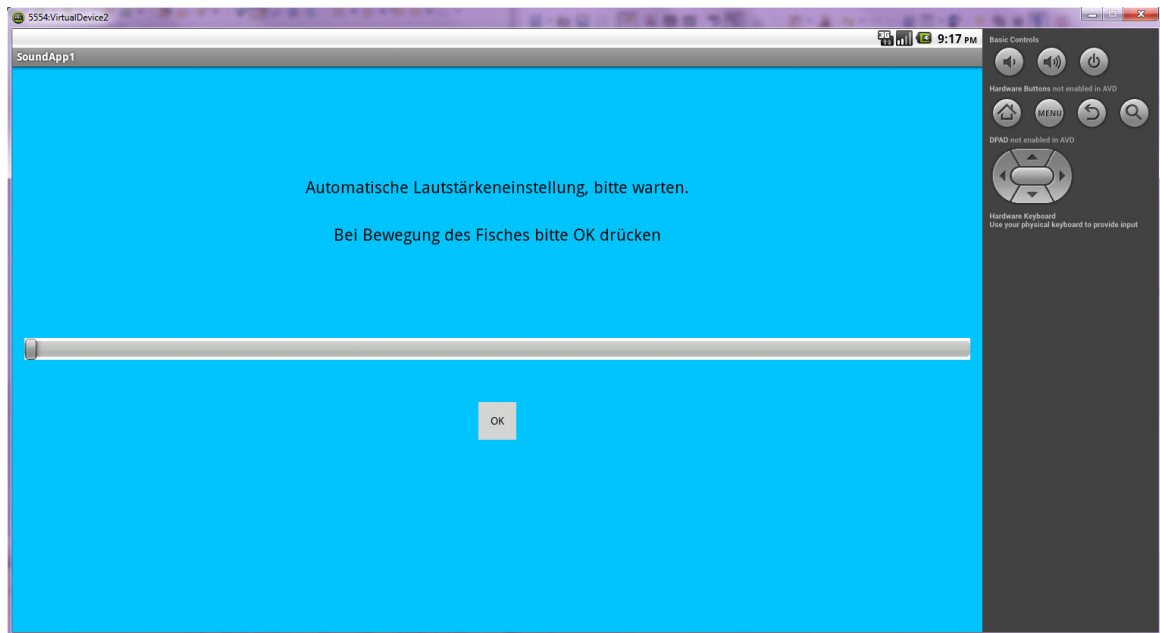 5554:VirtualDevice2
3G 9:17 PM
SoundApp1
Automatische Lautstärkeneinstellung, bitte warten.
Bei Bewegung des Fisches bitte OK drücken
OK
Basic Controls
Hardware Buttons not enabled in AVD
MENU
DPAD not enabled in AVD
Hardware Keyboard
Use your physical keyboard to provide input